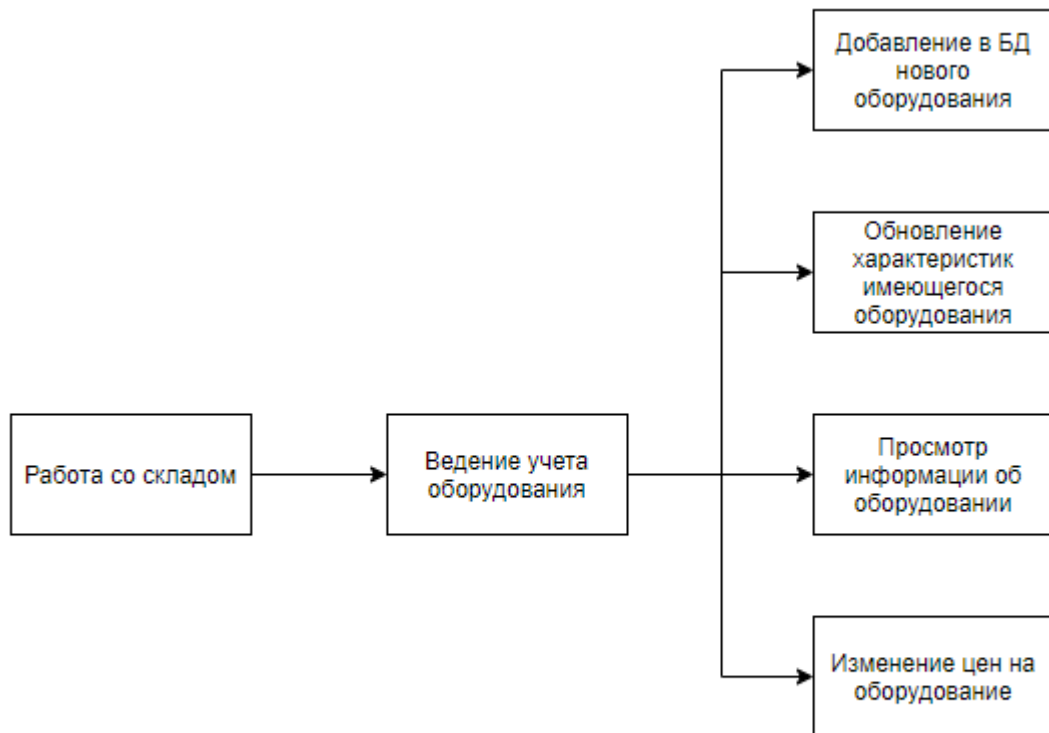 Добавление в БД
нового
оборудования
Обновление
характеристик
имеющегося
оборудования
Работа со складом
Ведение учета
оборудования
Просмотр
информации об
оборудовании
Изменение цен на
оборудование